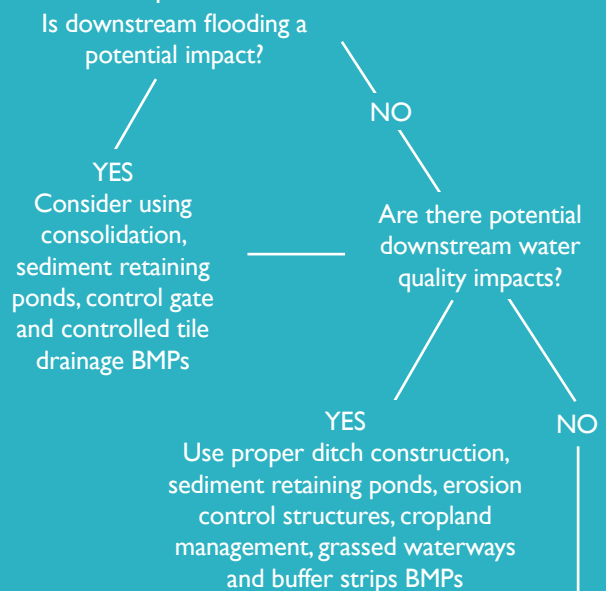 Is downstream flooding a
potential impact?
NO
YES
Consider using
consolidation,
sediment retaining
ponds, control gate
and controlled tile
drainage BMPs
Are there potential
downstream water
quality impacts?
YES
Use proper ditch construction,
sediment retaining ponds, erosion
control structures, cropland
management, grassed waterways
and buffer strips BMPs
NO